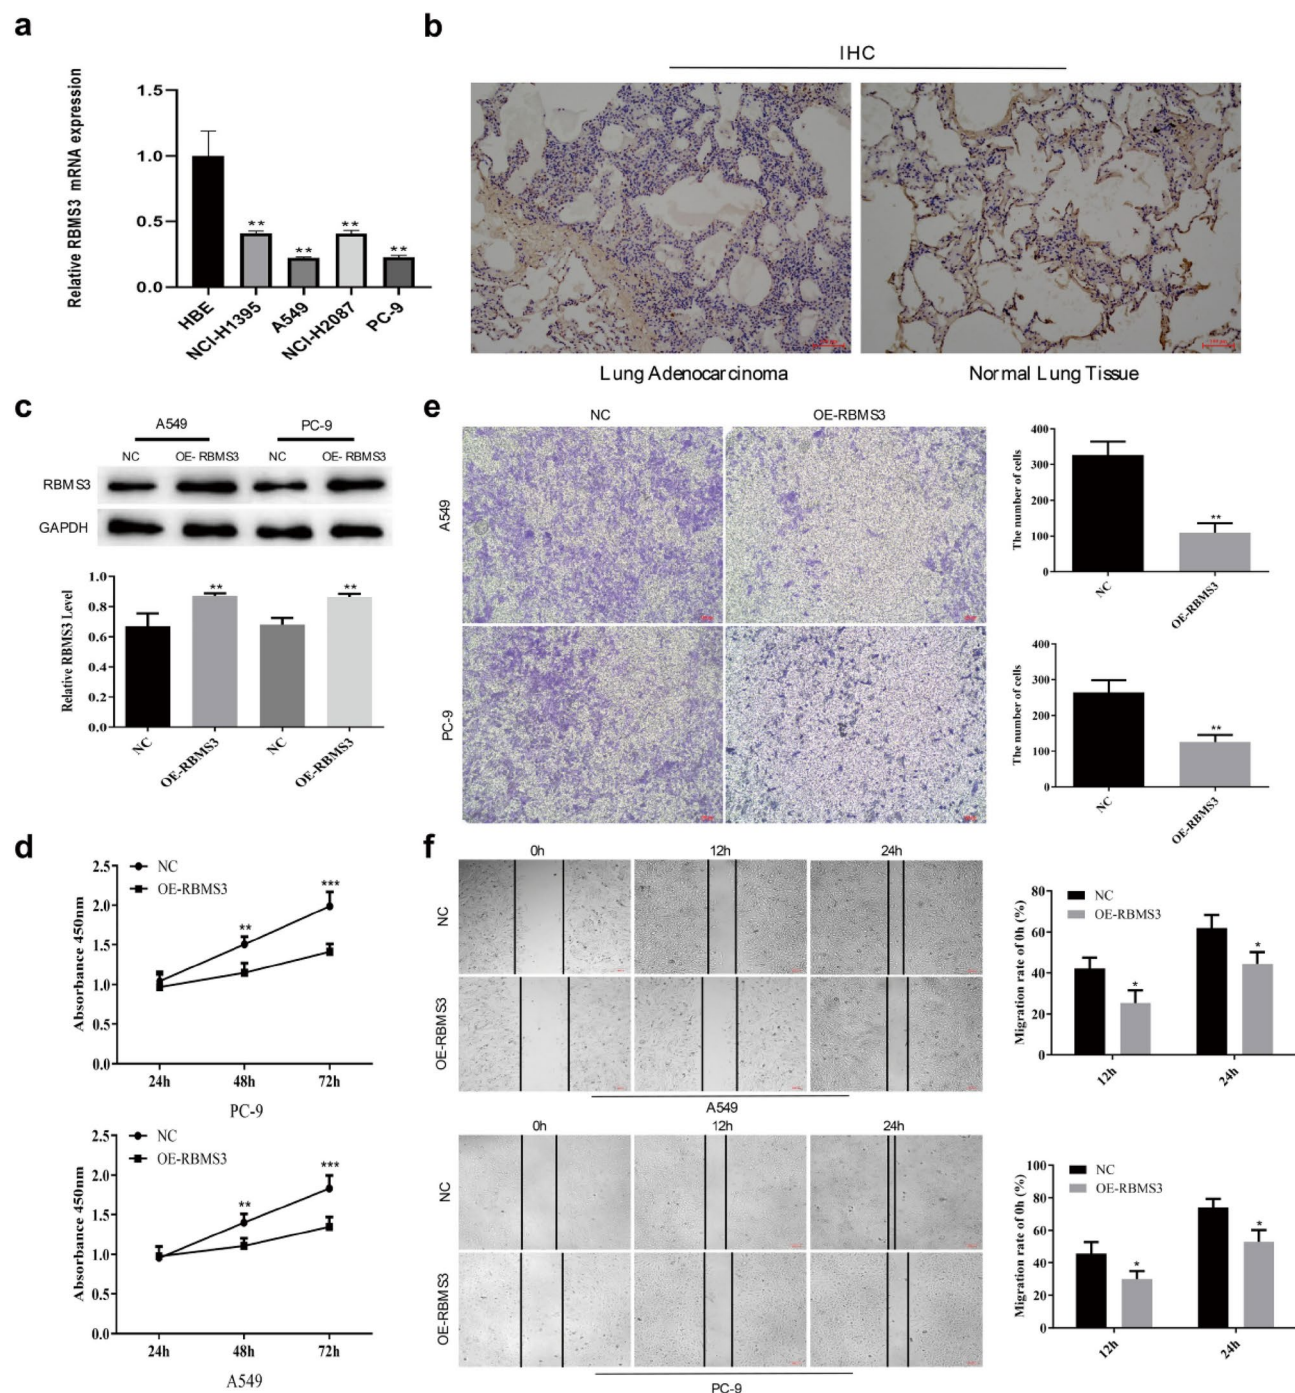 a
Relative RBMS3 mRNA expression
1.5
1.0
0.5
0.0
** ** ** **
HBE
NCI-H1395
A549
NCI-H2087
PC-9
b
IHC
Lung Adenocarcinoma
Normal Lung Tissue
c
A549 PC-9
NC OE- RBMS3 NC OE- RBMS3
RBMS3
GAPDH
Relative RBMS3 Level
1.0
0.8
0.6
0.4
0.2
0.0
** **
NC
OE-RBMS3
NC
OE-RBMS3
d
Absorbance 450nm
2.5
2.0
1.5
1.0
0.5
0.0
NC
OE-RBMS3
** ***
24h 48h 72h
PC-9
Absorbance 450nm
2.5
2.0
1.5
1.0
0.5
0.0
NC
OE-RBMS3
** ***
24h 48h 72h
A549
e
NC OE-RBMS3
A549
PC-9
The number of cells
400
300
200
100
0
**
NC
OE-RBMS3
The number of cells
400
300
200
100
0
**
NC
OE-RBMS3
f
0h 12h 24h
NC
OE-RBMS3
A549
Migration rate of 0h (%)
80
60
40
20
0
NC
OE-RBMS3
* *
12h
24h
0h 12h 24h
NC
OE-RBMS3
PC-9
Migration rate of 0h (%)
100
80
60
40
20
0
NC
OE-RBMS3
* *
12h
24h